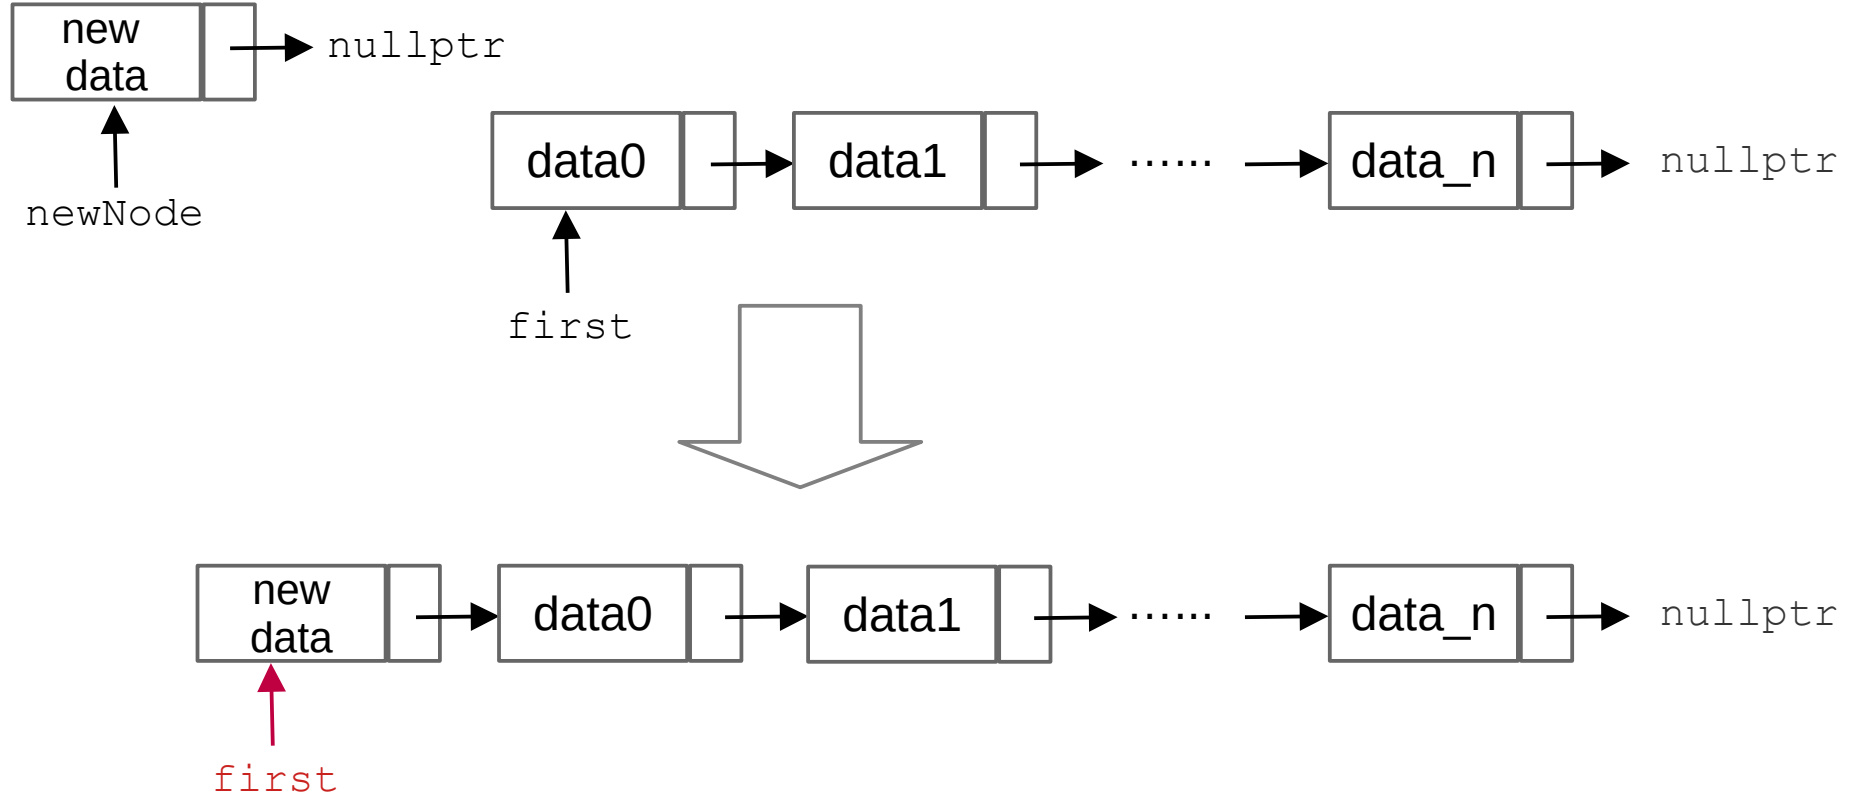 new
data
nullptr
newNode
data0
data1
......
data_n
nullptr
first
new
data
data0
data1
......
data_n
nullptr
first